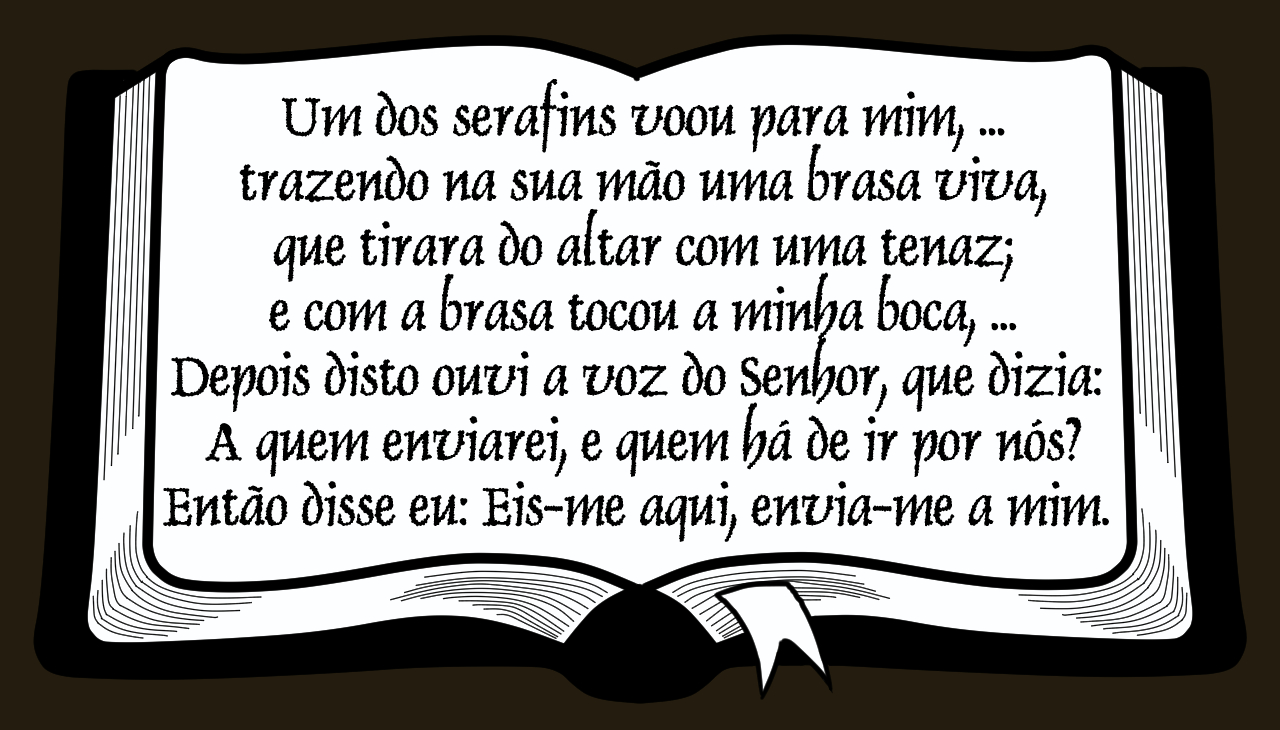 Um dos serafins voou para mim, ...
trazendo na sua mão uma brasa viva,
que tirara do altar com uma tenaz;
e com a brasa tocou a minha boca, ...
Depois disto ouvi a voz do Senhor, que dizia:
A quem enviarei, e quem há de ir por nós?
Então disse eu: Eis-me aqui, envia-me a mim.